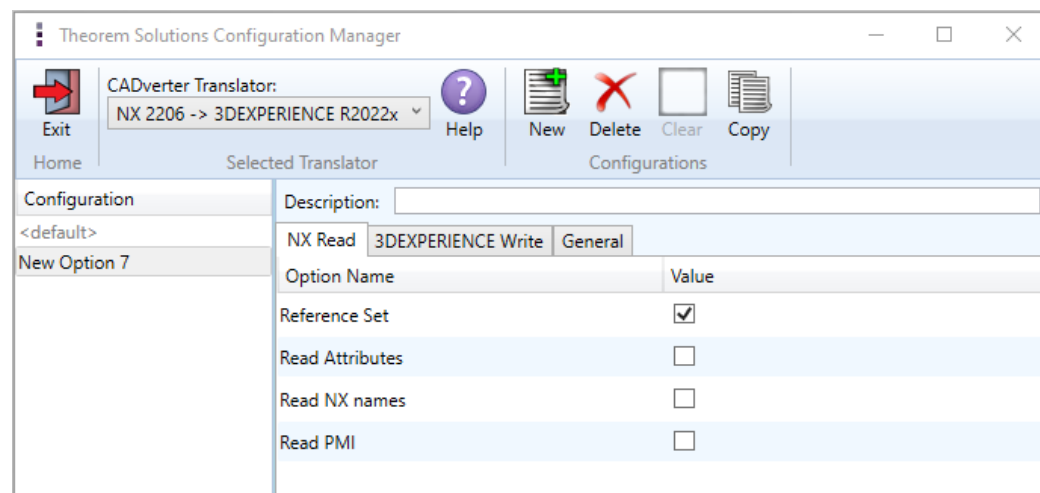 Theorem Solutions Configuration Manager
CADverter Translator:
NX 2206 -> 3DEXPERIENCE R2022x
Exit
Help
New
Delete
Clear
Copy
Home
Selected Translator
Configurations
Configuration
Description:
<default>
NX Read
3DEXPERIENCE Write
General
New Option 7
Option Name
Value
Reference Set
Read Attributes
Read NX names
Read PMI